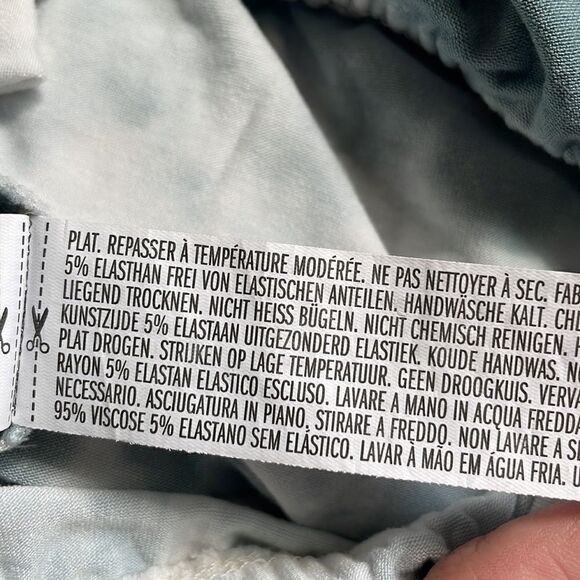 PLAT. REPASSER À TEMPÉRATURE MODÉRÉE. NE PAS NETTOYER À SEC.
5% ELASTHAN FREI VON ELASTISCHEN ANTEILEN. HANDWÄSCHE KALT.
LIEGEND TROCKNEN. NICHT HEISS BÜGELN. NICHT CHEMISCH REINIGEN.
KUNSTZIJDE 5% ELASTAAN UITGEZONDERD ELASTIEK. KOUDE HANDWAS.
PLAT DROGEN. STRIJKEN OP LAGE TEMPERATUUR. GEEN DROOGKUIS.
RAYON 5% ELASTAN ELASTICO ESCLUSO. LAVARE A MANO IN ACQUA FREDDA
NECESSARIO. ASCIUGATURA IN PIANO. STIRARE A FREDDO. NON LAVARE A
95% VISCOSE 5% ELASTANO SEM ELÁSTICO. LAVAR À MÃO EM ÁGUA FRIA.